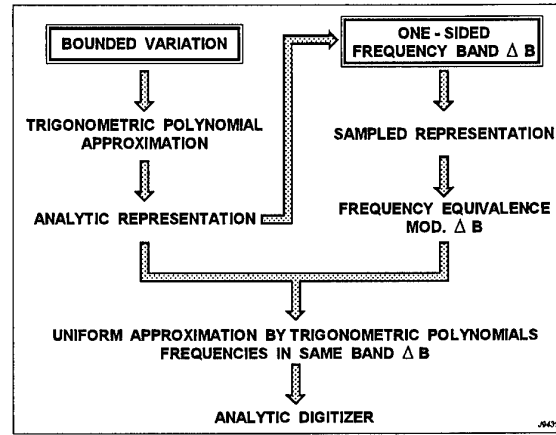 BOUNDED VARIATION
TRIGONOMETRIC POLYNOMIAL
APPROXIMATION
ANALYTIC REPRESENTATION
ONE - SIDED
FREQUENCY BAND Δ B
SAMPLED REPRESENTATION
FREQUENCY EQUIVALENCE
MOD. Δ B
UNIFORM APPROXIMATION BY TRIGONOMETRIC POLYNOMIALS
FREQUENCIES IN SAME BAND Δ B
ANALYTIC DIGITIZER